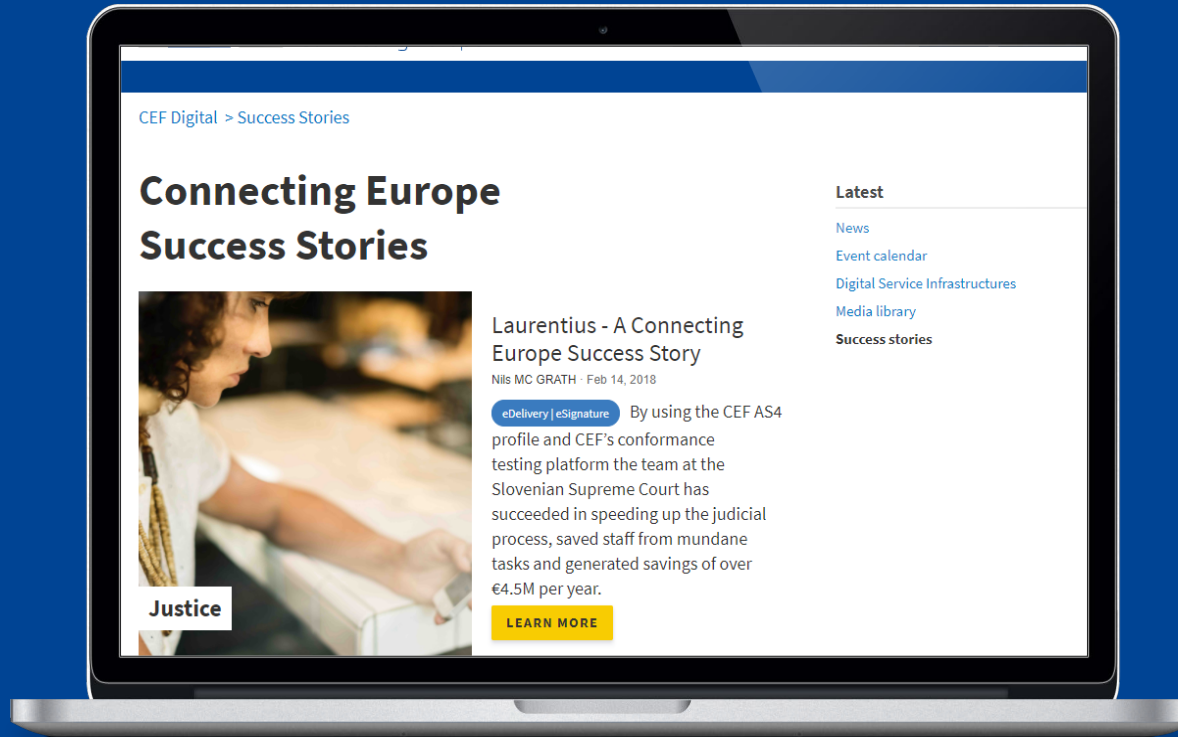 CEF Digital > Success Stories
Connecting Europe
Success Stories
Laurentius - A Connecting
Europe Success Story
Nils MC GRATH · Feb 14, 2018
eDelivery | eSignature By using the CEF AS4
profile and CEF’s conformance
testing platform the team at the
Slovenian Supreme Court has
succeeded in speeding up the judicial
process, saved staff from mundane
tasks and generated savings of over
€4.5M per year.
LEARN MORE
Justice
Latest
News
Event calendar
Digital Service Infrastructures
Media library
Success stories